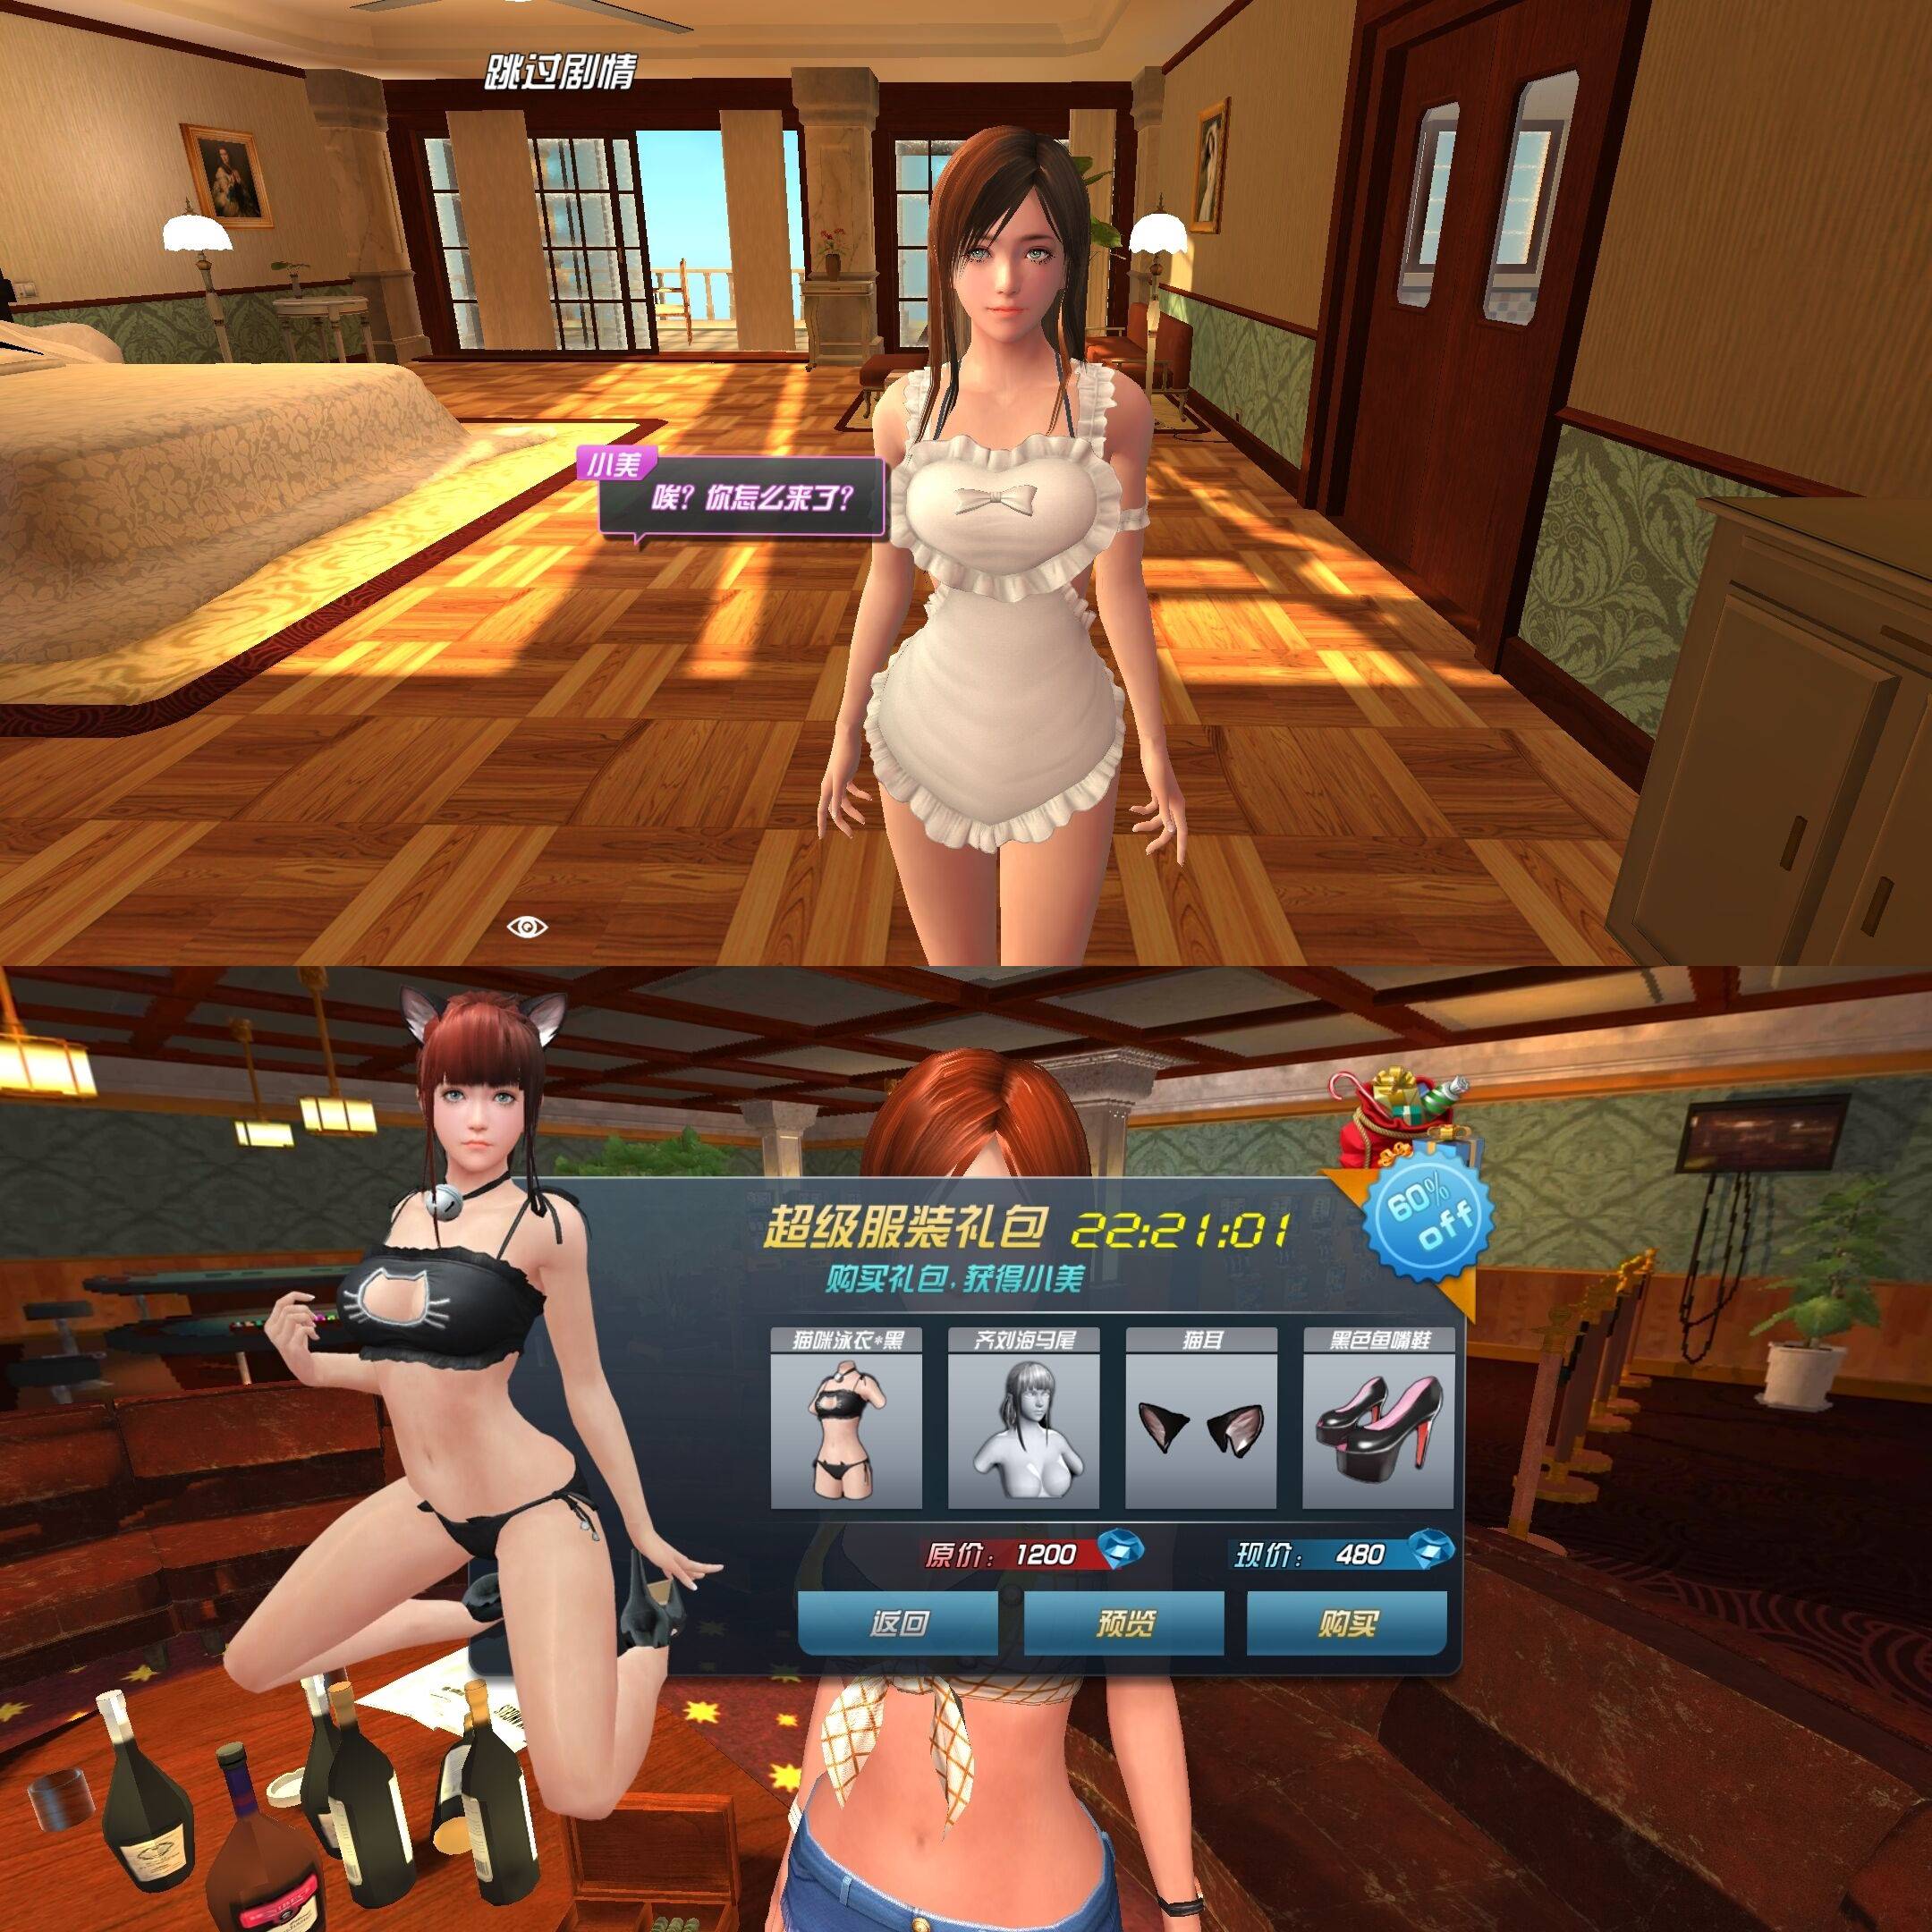 跳过剧情
小美
唉？你怎么来了？
超级服装礼包 22:21:01
60% off
购买礼包，获得小美
猫咪泳衣*黑 齐刘海马尾 猫耳 黑色鱼嘴鞋
原价： 1200 现价： 480
返回 预览 购买